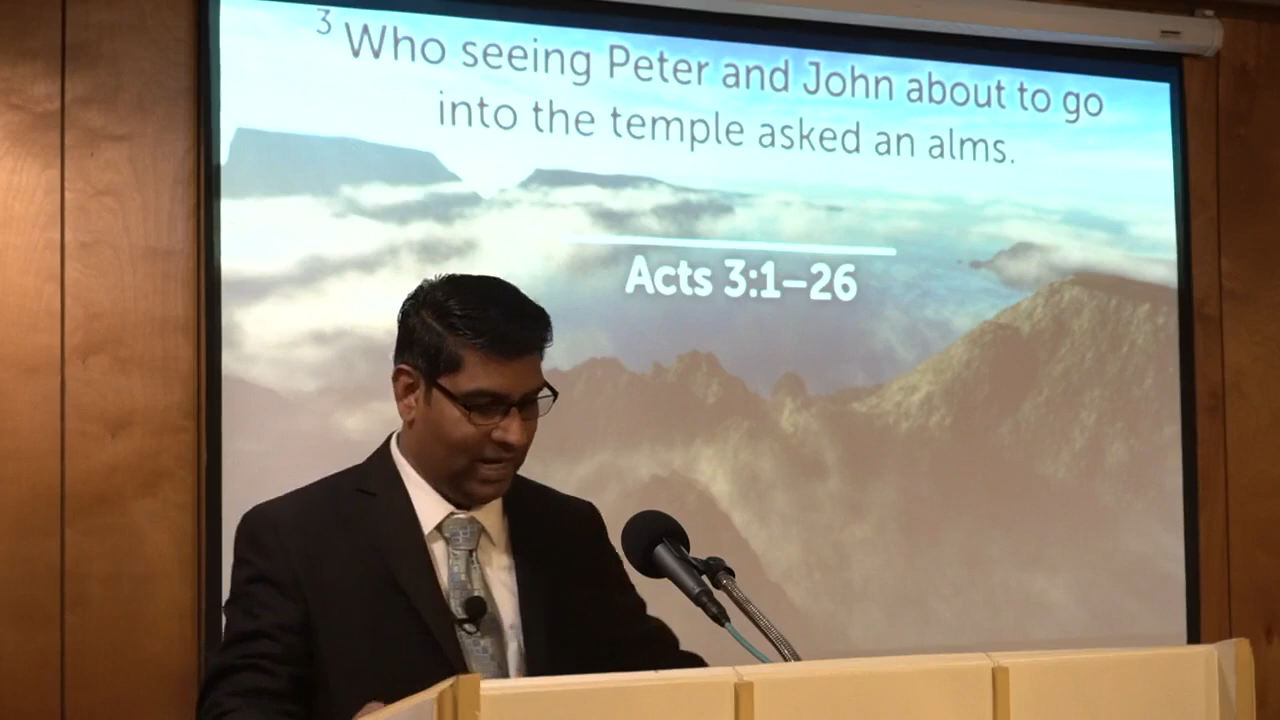 3 Who seeing Peter and John about to go
into the temple asked an alms.
Acts 3:1–26